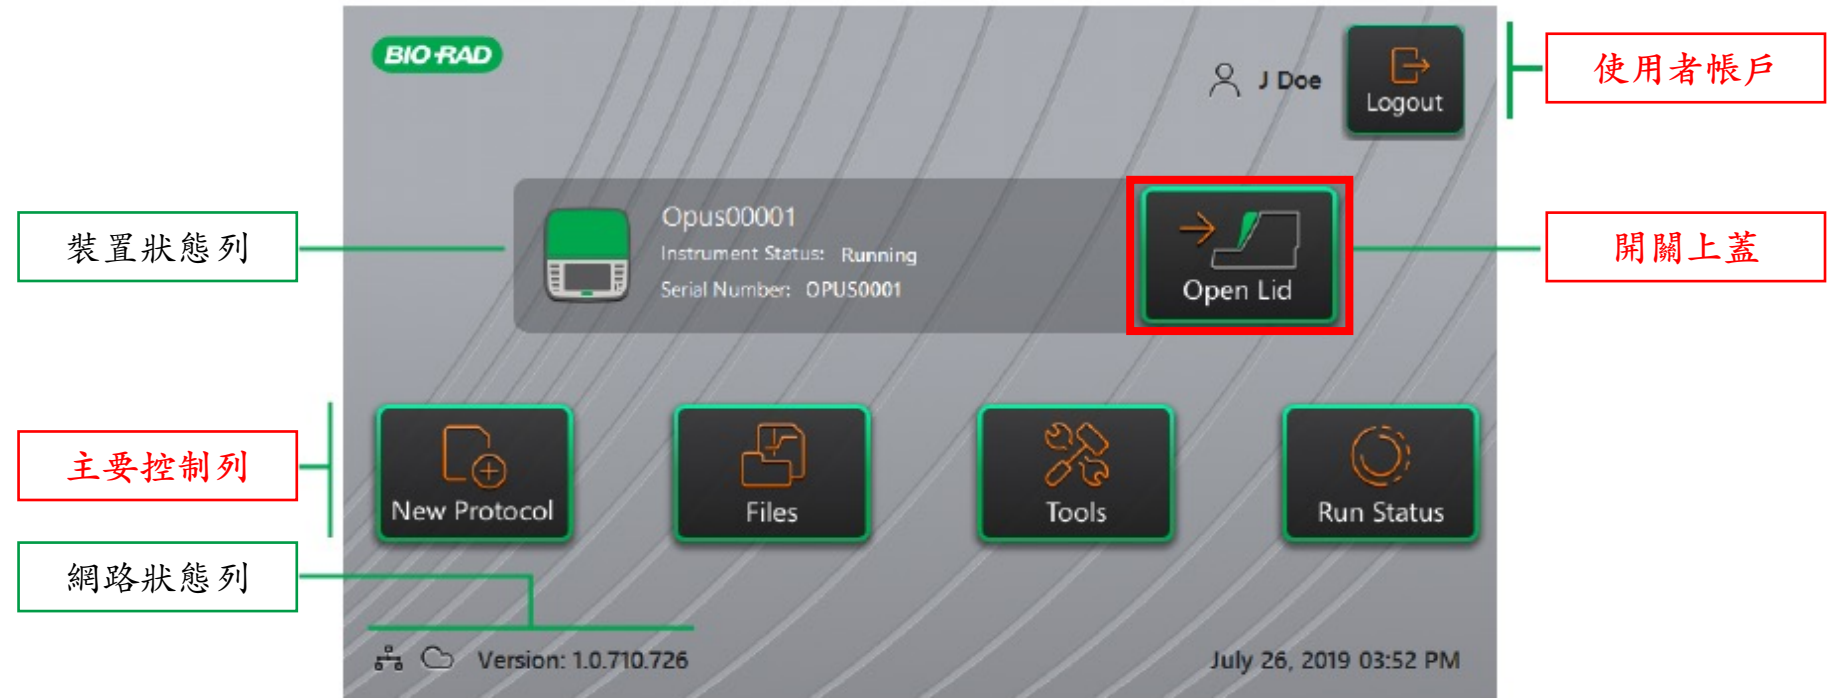 BIO-RAD
J Doe
Logout
使用者帳戶
裝置狀態列
Opus00001
Instrument Status: Running
Serial Number: OPUS0001
Open Lid
開關上蓋
主要控制列
New Protocol
Files
Tools
Run Status
網路狀態列
Version: 1.0.710.726
July 26, 2019 03:52 PM